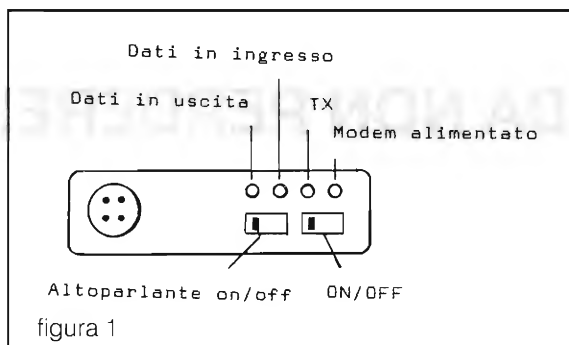 Dati in ingresso
Dati in uscita
TX
Modem alimentato
Altoparlante on/off
ON/OFF
figura 1